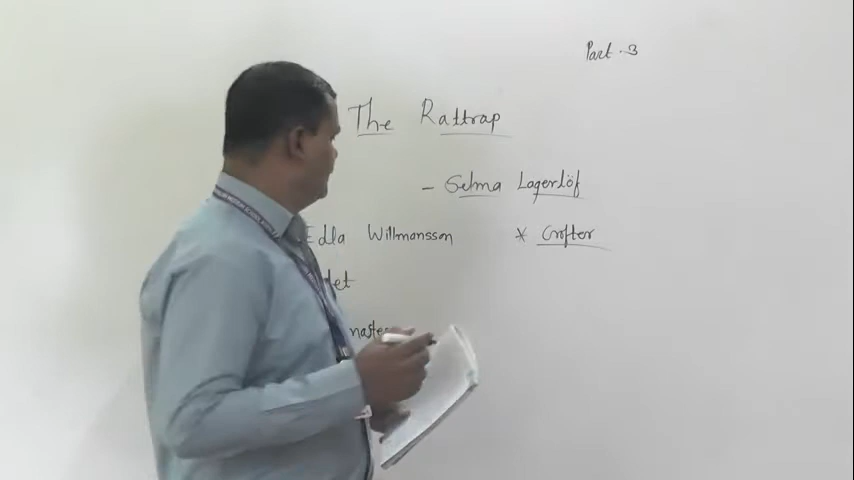 Part - 3
The Rattrap
- Selma Lagerlöf
Edla Willmansson * Crofter